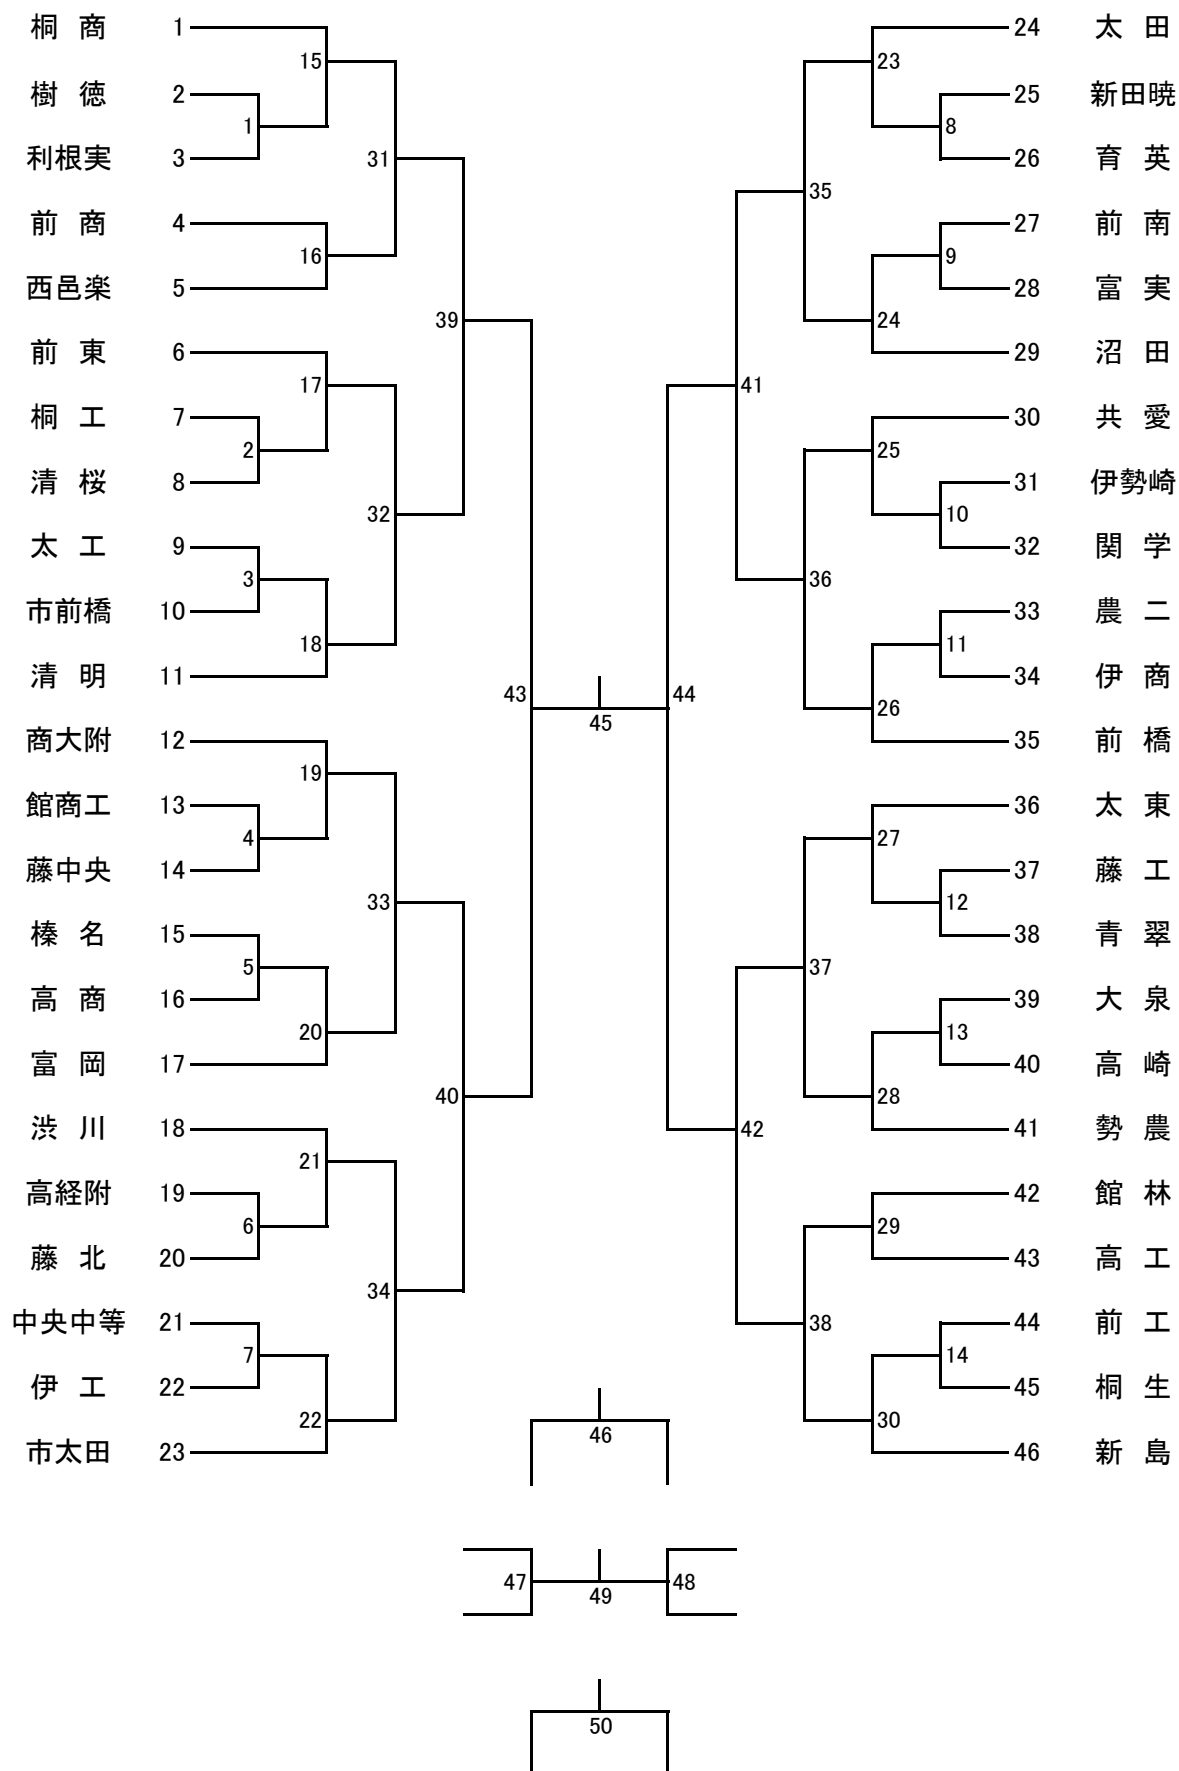 桐商 1 24 太田
15 23
樹徳 2 25 新田暁
1 8
利根実 3 31 26 育英
35
前商 4 27 前南
16 9
西邑楽 5 28 富実
39 24
前東 6 29 沼田
17 41
桐工 7 30 共愛
2 25
清桜 8 31 伊勢崎
32 10
太工 9 32 関学
3 36
市前橋 10 33 農二
18 11
清明 11 34 伊商
43 44
45 26
商大附 12 35 前橋
19
館商工 13 36 太東
4 27
藤中央 14 37 藤工
33 12
榛名 15 38 青翠
5 37
高商 16 39 大泉
20 13
富岡 17 40 高崎
40 28
渋川 18 42 41 勢農
21
高経附 19 42 館林
6 29
藤北 20 43 高工
34
中央中等 21 38 44 前工
7 14
伊工 22 45 桐生
22 30
46
市太田 23 46 新島
47 49 48
50